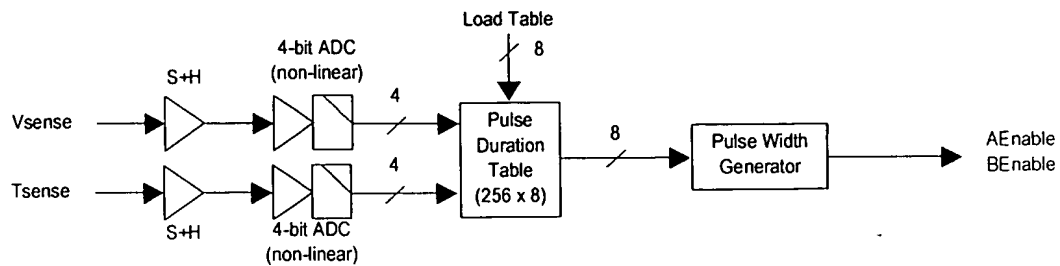 Load Table
8
4-bit ADC
(non-linear)
S+H
4
Vsense
Pulse
Duration
Table
(256 x 8)
8
Pulse Width
Generator
AEnable
BEnable
Tsense
4
S+H
4-bit ADC
(non-linear)